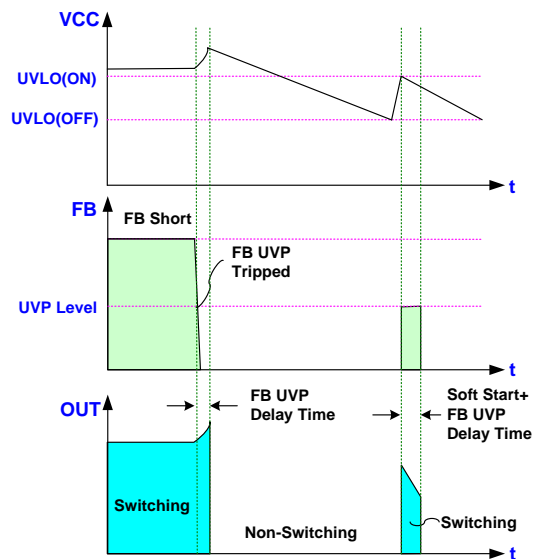 VCC
UVLO(ON)
UVLO(OFF)
t
FB
FB Short
FB UVP
Tripped
UVP Level
t
OUT
FB UVP
Delay Time
Soft Start+
FB UVP
Delay Time
Switching
Non-Switching
Switching
t